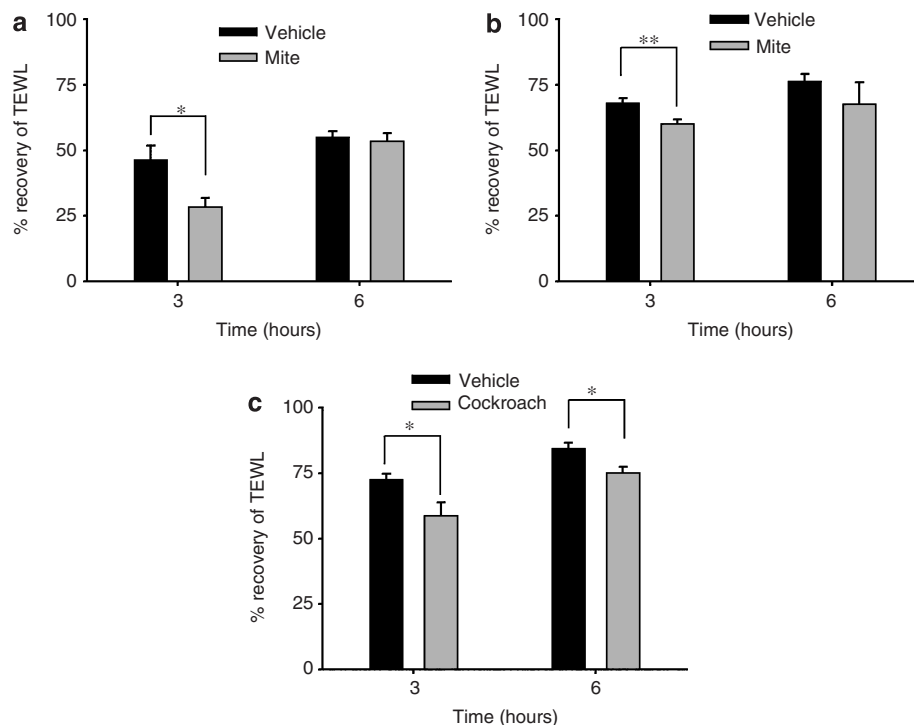 a
Vehicle
Mite
% recovery of TEWL
100
75
50
25
0
*
3
6
Time (hours)
b
Vehicle
Mite
% recovery of TEWL
100
75
50
25
0
**
3
6
Time (hours)
c
Vehicle
Cockroach
% recovery of TEWL
100
75
50
25
0
*
*
3
6
Time (hours)